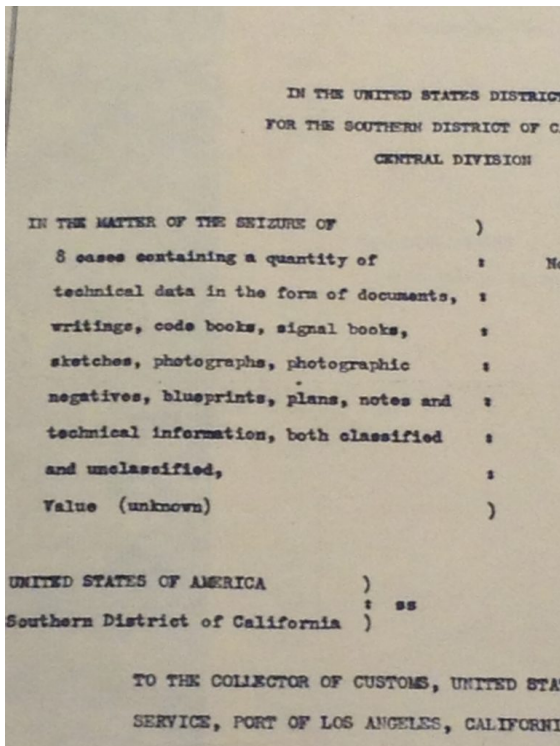 IN THE UNITED STATES DISTRICT
FOR THE SOUTHERN DISTRICT OF
CENTRAL DIVISION
IN THE MATTER OF THE SEIZURE OF )
8 cases containing a quantity of :
technical data in the form of documents, :
writings, code books, signal books, :
sketches, photographs, photographic :
negatives, blueprints, plans, notes and :
technical information, both classified :
and unclassified, :
Value (unknown) )
UNITED STATES OF AMERICA )
: ss
Southern District of California )
TO THE COLLECTOR OF CUSTOMS, UNITED
SERVICE, PORT OF LOS ANGELES,